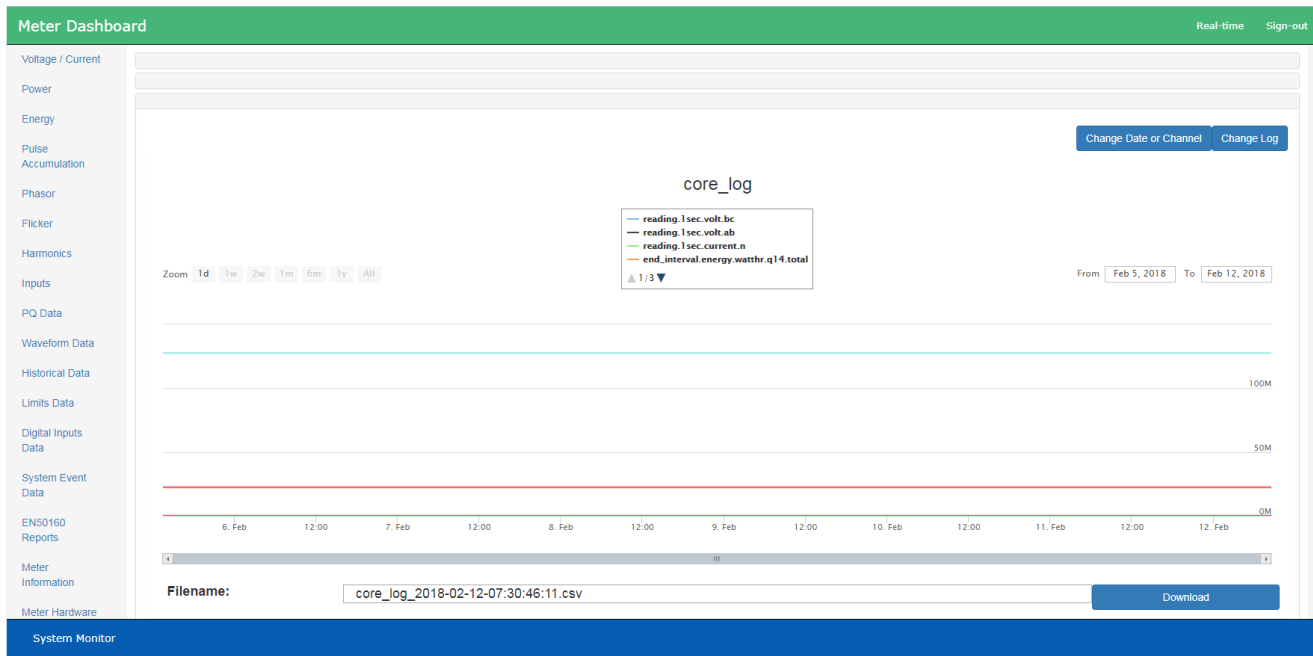 Meter Dashboard
Real-time Sign-out
Voltage / Current
Power
Energy
Pulse
Accumulation
Phasor
Flicker
Harmonics
Inputs
PQ Data
Waveform Data
Historical Data
Limits Data
Digital Inputs
Data
System Event
Data
EN50160
Reports
Meter
Information
Meter Hardware
Change Date or Channel Change Log
core_log
reading.1sec.volt.bc
reading.1sec.volt.ab
reading.1sec.current.n
end_interval.energy.watthr.q14.total
1/3
Zoom 1d 1w 2w 1m 6m 1y All
From Feb 5, 2018 To Feb 12, 2018
100M
50M
0M
6. Feb 12:00 7. Feb 12:00 8. Feb 12:00 9. Feb 12:00 10. Feb 12:00 11. Feb 12:00 12. Feb
Filename: core_log_2018-02-12-07:30:46:11.csv Download
System Monitor